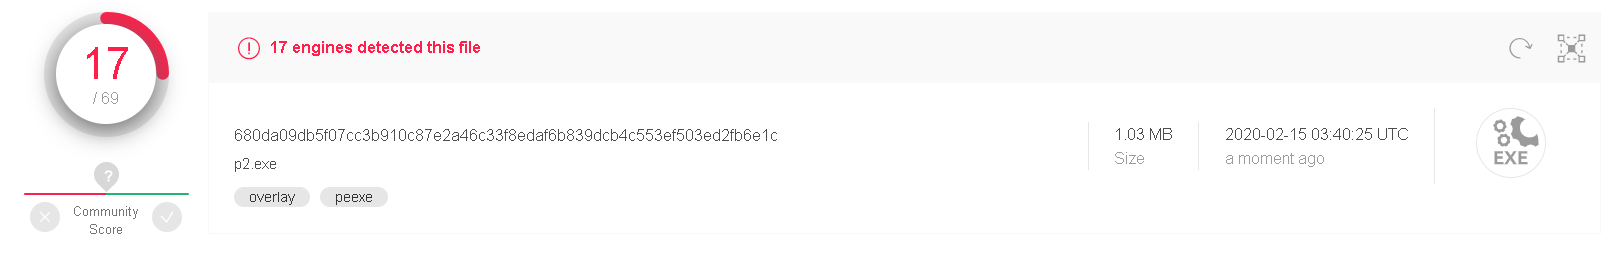 17
/ 69
?
Community
Score
17 engines detected this file
680da09db5f07cc3b910c87e2a46c33f8edaf6b839dcb4c553ef503ed2fb6e1c
p2.exe
overlay peexe
1.03 MB
Size
2020-02-15 03:40:25 UTC
a moment ago
EXE